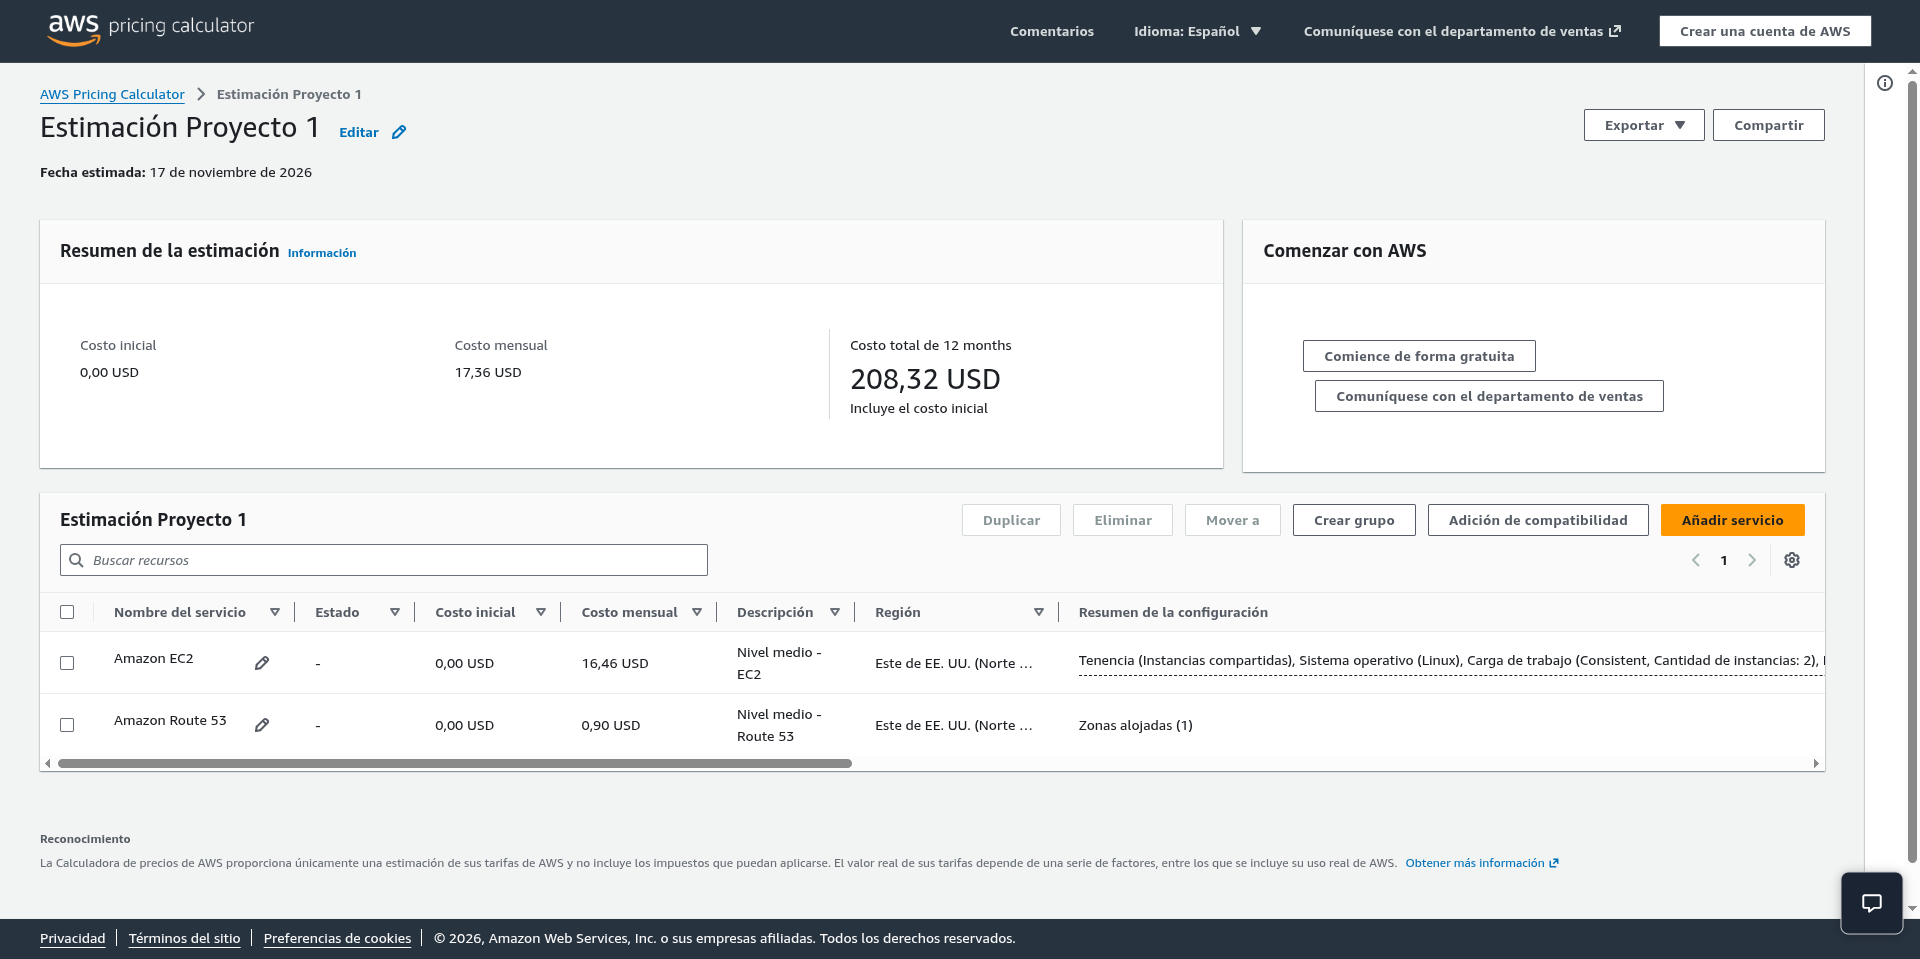 aws pricing calculator
Comentarios
Idioma: Español
Comuníquese con el departamento de ventas
Crear una cuenta de AWS
AWS Pricing Calculator
Estimación Proyecto 1
Estimación Proyecto 1
Editar
Exportar
Compartir
Fecha estimada: 17 de noviembre de 2026
Resumen de la estimación Información
Costo inicial
0,00 USD
Costo mensual
17,36 USD
Costo total de 12 months
208,32 USD
Incluye el costo inicial
Comenzar con AWS
Comience de forma gratuita
Comuníquese con el departamento de ventas
Estimación Proyecto 1
Duplicar
Eliminar
Mover a
Crear grupo
Adición de compatibilidad
Añadir servicio
Buscar recursos
1
Nombre del servicio Estado Costo inicial Costo mensual Descripción Región Resumen de la configuración
Amazon EC2 - 0,00 USD 16,46 USD Nivel medio - EC2 Este de EE. UU. (Norte ... Tenencia (Instancias compartidas), Sistema operativo (Linux), Carga de trabajo (Consistent, Cantidad de instancias: 2),
Amazon Route 53 - 0,00 USD 0,90 USD Nivel medio - Route 53 Este de EE. UU. (Norte ... Zonas alojadas (1)
Reconocimiento
La Calculadora de precios de AWS proporciona únicamente una estimación de sus tarifas de AWS y no incluye los impuestos que puedan aplicarse. El valor real de sus tarifas depende de una serie de factores, entre los que se incluye su uso real de AWS. Obtener más información
Privacidad
Términos del sitio
Preferencias de cookies
© 2026, Amazon Web Services, Inc. o sus empresas afiliadas. Todos los derechos reservados.